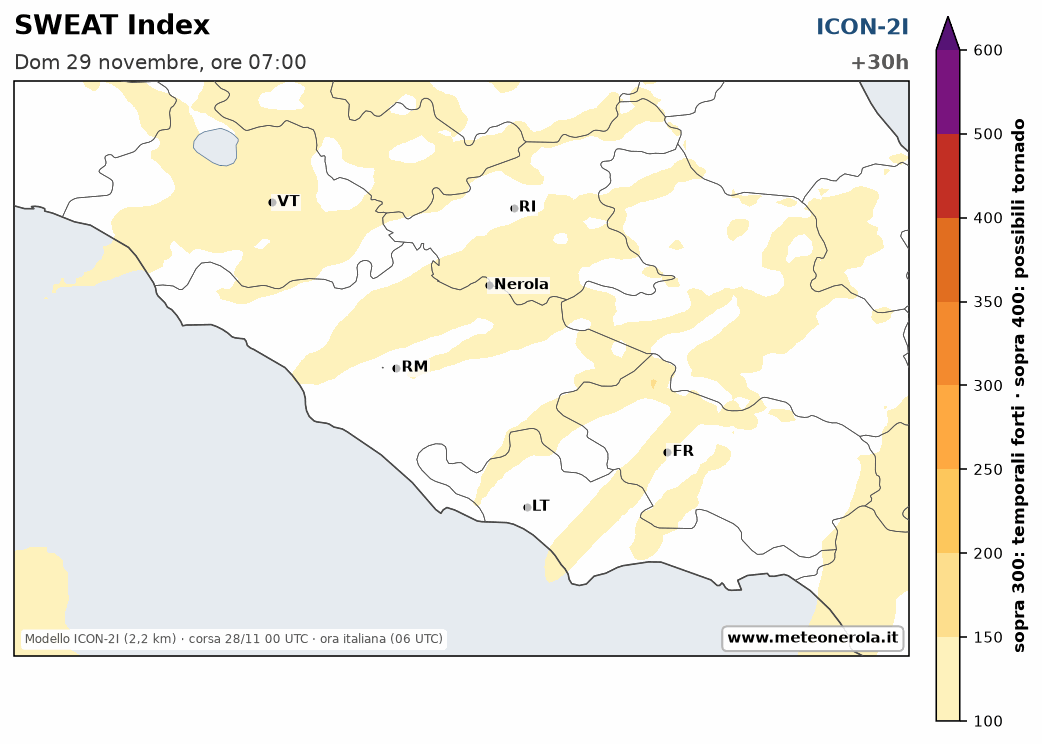 SWEAT Index
ICON-2I
Dom 29 novembre, ore 07:00
+30h
VT
RI
Nerola
RM
FR
LT
Modello ICON-2I (2,2 km) · corsa 28/11 00 UTC · ora italiana (06 UTC)
www.meteonerola.it
600
500
400
350
300
250
200
150
100
sopra 300: temporali forti · sopra 400: possibili tornado